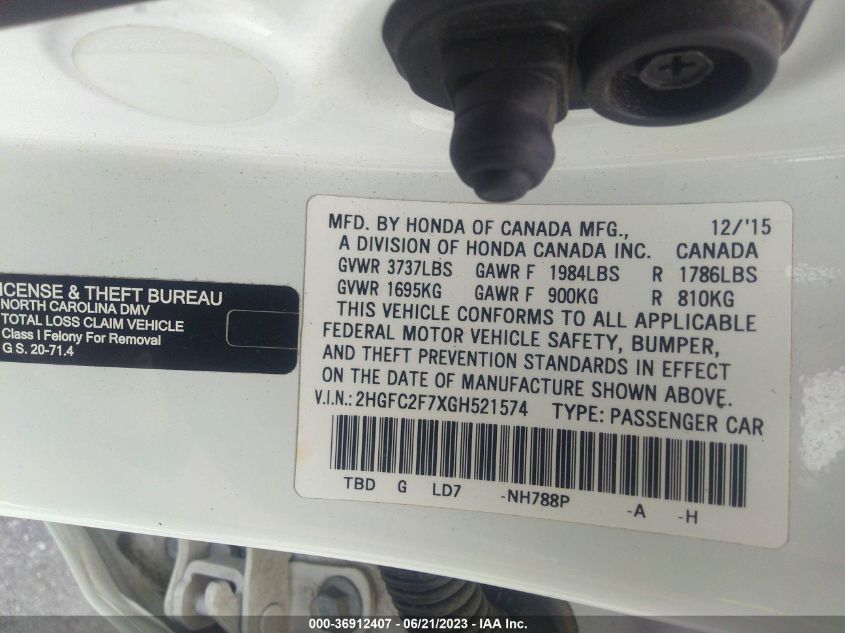 MFD. BY HONDA OF CANADA MFG., 12/'15
A DIVISION OF HONDA CANADA INC. CANADA
GVWR 3737LBS GAWR F 1984LBS R 1786LBS
GVWR 1695KG GAWR F 900KG R 810KG
THIS VEHICLE CONFORMS TO ALL APPLICABLE
FEDERAL MOTOR VEHICLE SAFETY, BUMPER,
AND THEFT PREVENTION STANDARDS IN EFFECT
ON THE DATE OF MANUFACTURE SHOWN ABOVE.
V.I.N.: 2HGFC2F7XGH521574 TYPE: PASSENGER CAR
TBD G LD7 -NH788P -A -H
ICENSE & THEFT BUREAU
NORTH CAROLINA DMV
TOTAL LOSS CLAIM VEHICLE
Class I Felony For Removal
G S. 20-71.4
000-36912407 - 06/21/2023 - IAA Inc.